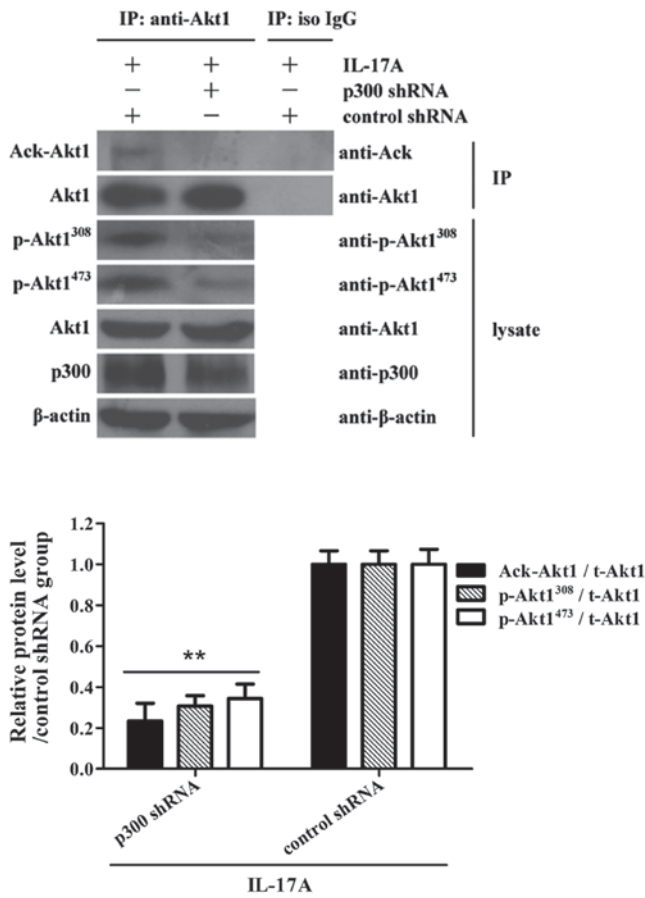 IP: anti-Akt1 IP: iso IgG
+ + + IL-17A
− + − p300 shRNA
+ − + control shRNA
Ack-Akt1 anti-Ack
IP
Akt1 anti-Akt1
p-Akt1³⁰⁸ anti-p-Akt1³⁰⁸
p-Akt1⁴⁷³ anti-p-Akt1⁴⁷³
Akt1 anti-Akt1
lysate
p300 anti-p300
β-actin anti-β-actin
Relative protein level
/control shRNA group
1.2
1.0
0.8
0.6
0.4
0.2
0.0
**
Ack-Akt1 / t-Akt1
p-Akt1³⁰⁸ / t-Akt1
p-Akt1⁴⁷³ / t-Akt1
p300 shRNA
control shRNA
IL-17A